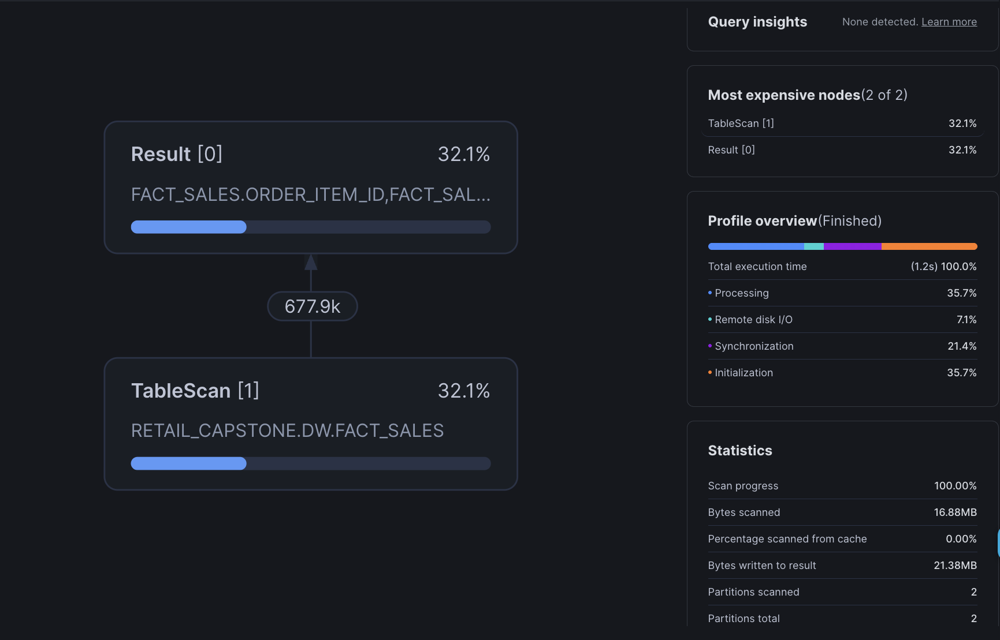 Query insights None detected. Learn more
Most expensive nodes(2 of 2)
TableScan [1] 32.1%
Result [0] 32.1%
Profile overview(Finished)
Total execution time (1.2s) 100.0%
Processing 35.7%
Remote disk I/O 7.1%
Synchronization 21.4%
Initialization 35.7%
Statistics
Scan progress 100.00%
Bytes scanned 16.88MB
Percentage scanned from cache 0.00%
Bytes written to result 21.38MB
Partitions scanned 2
Partitions total 2
Result [0] 32.1%
FACT_SALES.ORDER_ITEM_ID,FACT_SAL...
677.9k
TableScan [1] 32.1%
RETAIL_CAPSTONE.DW.FACT_SALES